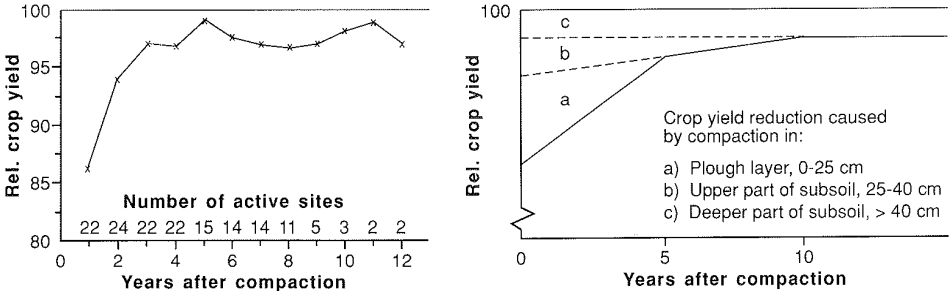 100
95
90
85
80
Rel. crop yield
Number of active sites
22 24 22 22 15 14 14 11 5 3 2 2
0 2 4 6 8 10 12
Years after compaction
100
Rel. crop yield
c
b
a
Crop yield reduction caused
by compaction in:
a) Plough layer, 0-25 cm
b) Upper part of subsoil, 25-40 cm
c) Deeper part of subsoil, > 40 cm
0 5 10
Years after compaction